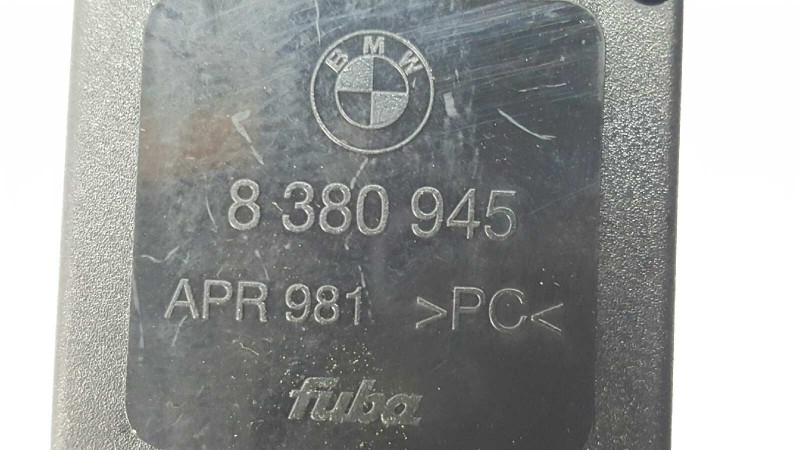 BMW
8 380 945
APR 981 >PC<
fuba